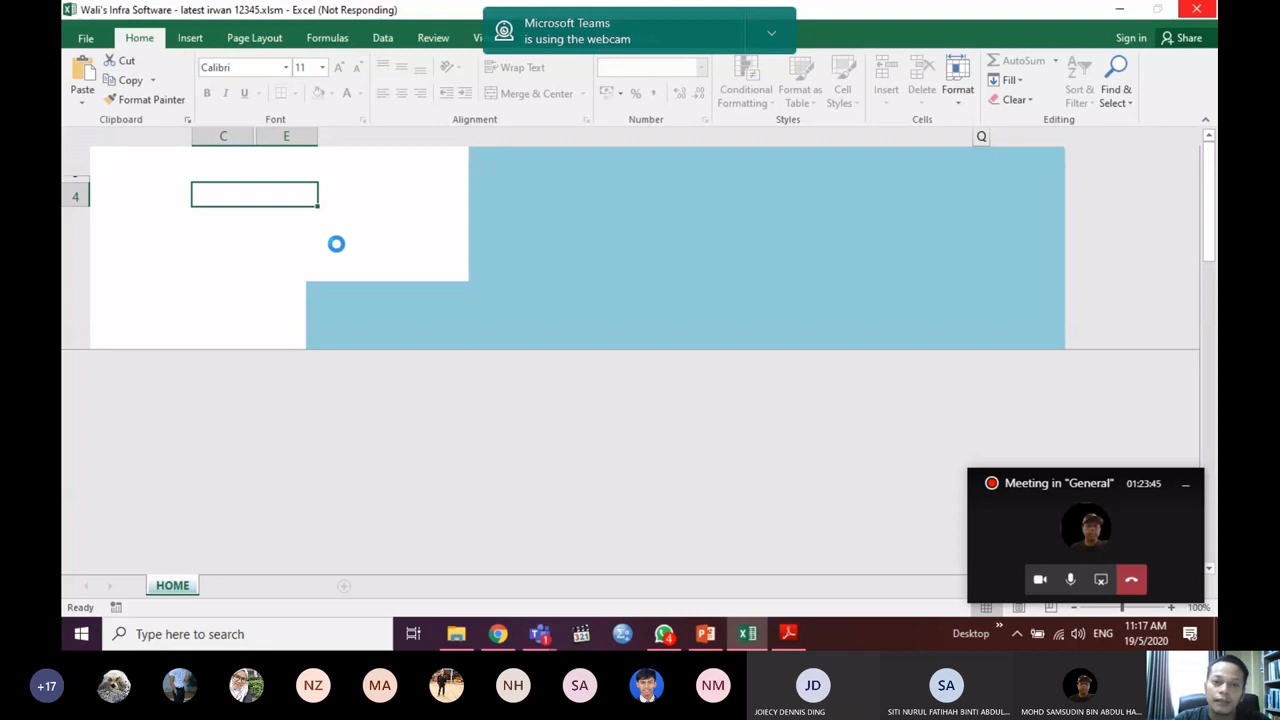 Wali's Infra Software - latest irwan 12345.xlsm - Excel (Not Responding)
Microsoft Teams
is using the webcam
File Home Insert Page Layout Formulas Data Review Vi Sign in Share
Paste Cut
Copy
Format Painter
Calibri 11
B I U A
Wrap Text
Merge & Center
%
Conditional
Formatting
Format as
Table
Cell
Styles
Insert Delete Format
AutoSum
Fill
Clear
Sort &
Filter
Find &
Select
Clipboard Font Alignment Number Styles Cells Editing
C E Q
4
Meeting in "General" 01:23:45
HOME
Ready
100%
Type here to search
1
4
Desktop
ENG
11:17 AM
19/5/2020
+17 NZ MA NH SA NM JD SA
JOIECY DENNIS DING
SITI NURUL FATIHAH BINTI ABDUL...
MOHD SAMSUDIN BIN ABDUL HA...